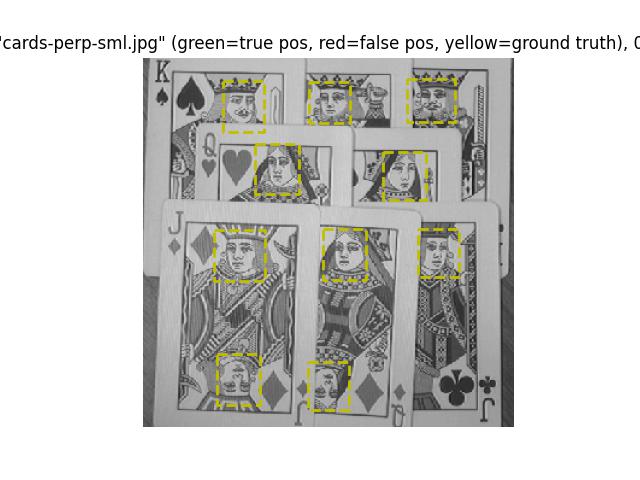 "cards-perp-sml.jpg" (green=true pos, red=false pos, yellow=ground truth), 0
K
Q
J
J